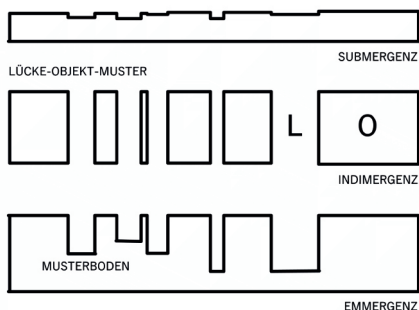 SUBMERGENZ
LÜCKE-OBJEKT-MUSTER
L O
INDIMERGENZ
MUSTERBODEN
EMMERGENZ